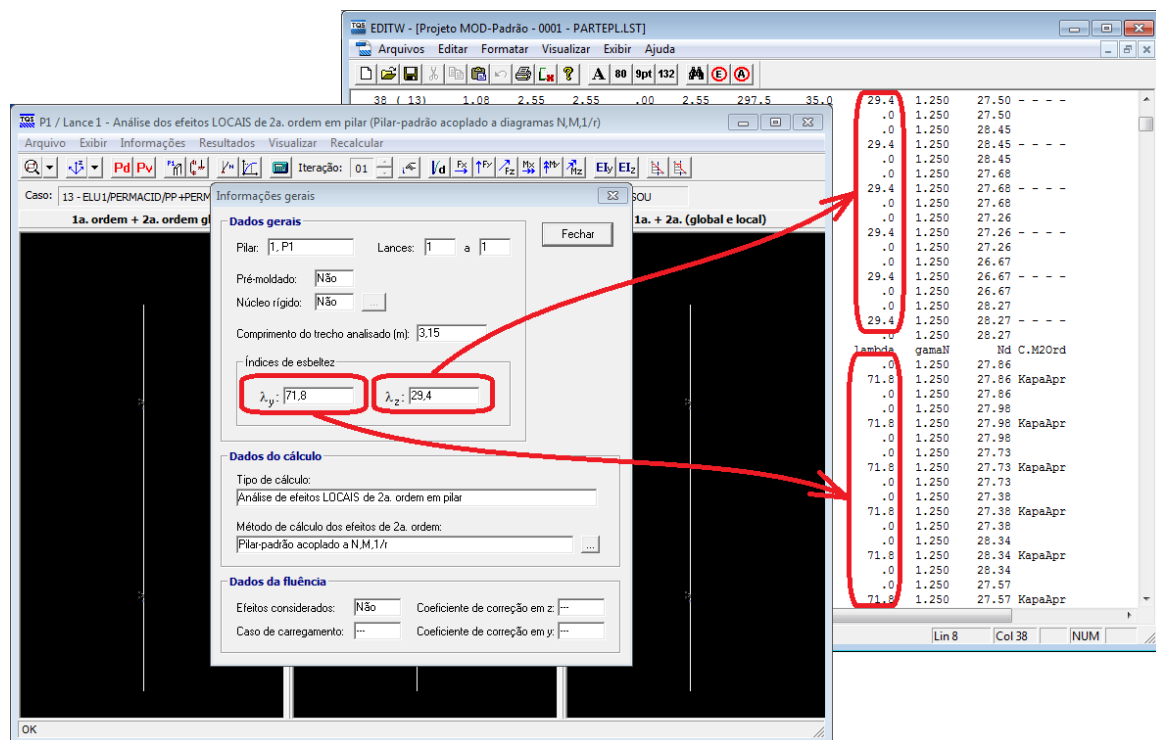 EDITW - [Projeto MOD-Padrão - 0001 - PARTEPL.LST]
Arquivos Editar Formatar Visualizar Exibir Ajuda
A 80 9pt 132 E A
38 ( 13) 1.08 2.55 2.55 .00 2.55 297.5 35.0 29.4 1.250 27.50 - - - -
.0 1.250 27.50
.0 1.250 28.45
29.4 1.250 28.45 - - - -
.0 1.250 28.45
.0 1.250 27.68
29.4 1.250 27.68 - - - -
.0 1.250 27.68
.0 1.250 27.26
29.4 1.250 27.26 - - - -
.0 1.250 27.26
.0 1.250 26.67
29.4 1.250 26.67 - - - -
.0 1.250 26.67
.0 1.250 28.27
29.4 1.250 28.27 - - - -
.0 1.250 28.27
lambda gamaN Nd C.M2Ord
.0 1.250 27.86
71.8 1.250 27.86 KapaApr
.0 1.250 27.86
.0 1.250 27.98
71.8 1.250 27.98 KapaApr
.0 1.250 27.98
.0 1.250 27.73
71.8 1.250 27.73 KapaApr
.0 1.250 27.73
.0 1.250 27.38
71.8 1.250 27.38 KapaApr
.0 1.250 27.38
.0 1.250 28.34
71.8 1.250 28.34 KapaApr
.0 1.250 28.34
.0 1.250 27.57
71.8 1.250 27.57 KapaApr
Lin 8 Col 38 NUM
P1 / Lance 1 - Análise dos efeitos LOCAIS de 2a. ordem em pilar (Pilar-padrão acoplado a diagramas N,M,1/r)
Arquivo Exibir Informações Resultados Visualizar Recalcular
Pd Pv Iteração: 01 Fx Fy Fz Mx My Mz EIy EIz
Caso: 13 - ELU1/PERMACID/PP+PERM
SOU
1a. ordem + 2a. ordem gl
1a. + 2a. (global e local)
Informações gerais
Dados gerais
Fechar
Pilar: 1, P1 Lances: 1 a 1
Pré-moldado: Não
Núcleo rígido: Não ...
Comprimento do trecho analisado (m): 3,15
Índices de esbeltez
λy: 71,8 λz: 29,4
Dados do cálculo
Tipo de cálculo:
Análise de efeitos LOCAIS de 2a. ordem em pilar
Método de cálculo dos efeitos de 2a. ordem:
Pilar-padrão acoplado a N,M,1/r ...
Dados da fluência
Efeitos considerados: Não Coeficiente de correção em z: ---
Caso de carregamento: --- Coeficiente de correção em y: ---
OK